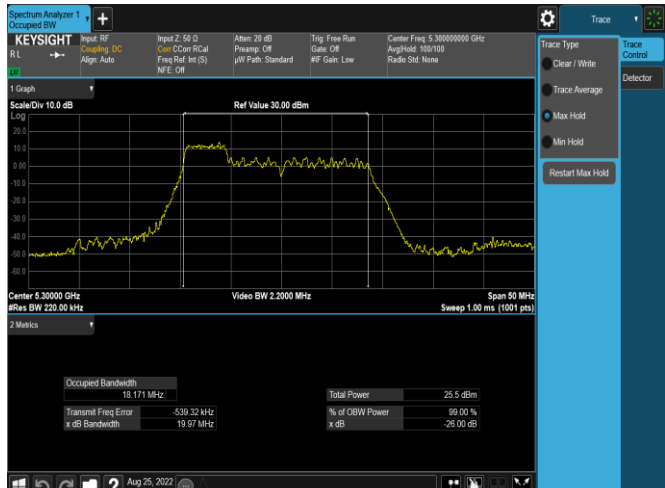 Spectrum Analyzer 1
Occupied BW
Trace
KEYSIGHT
RL
Input: RF
Coupling: DC
Align: Auto
Input Z: 50 Ω
Corr CCorr RCal
Freq Ref: Int (S)
NFE: Off
Atten: 20 dB
Preamp: Off
µW Path: Standard
Trig: Free Run
Gate: Off
#IF Gain: Low
Center Freq: 5.300000000 GHz
Avg|Hold: 100/100
Radio Std: None
LW
1 Graph
Scale/Div 10.0 dB
Ref Value 30.00 dBm
Log
20.0
10.0
0.00
-10.0
-20.0
-30.0
-40.0
-50.0
-60.0
Center 5.30000 GHz
#Res BW 220.00 kHz
Video BW 2.2000 MHz
Span 50 MHz
Sweep 1.00 ms (1001 pts)
2 Metrics
Occupied Bandwidth
18.171 MHz
Transmit Freq Error -539.32 kHz
x dB Bandwidth 19.97 MHz
Total Power 25.5 dBm
% of OBW Power 99.00 %
x dB -26.00 dB
Aug 25, 2022
Trace Type
Clear / Write
Trace Average
Max Hold
Min Hold
Restart Max Hold
Trace
Control
Detector